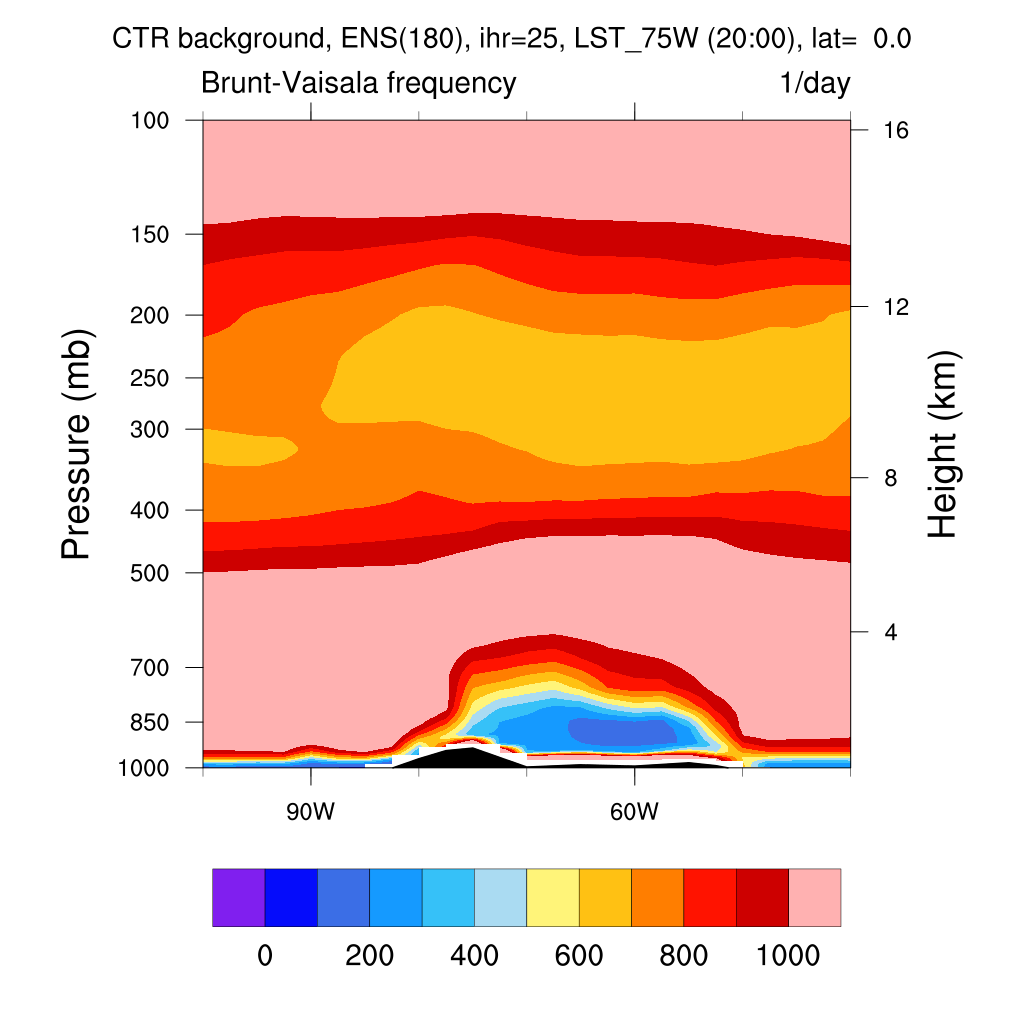 CTR background, ENS(180), ihr=25, LST_75W (20:00), lat=  0.0
Brunt-Vaisala frequency 1/day
100
150
200
250
300
400
500
700
850
1000
Pressure (mb)
16
12
8
4
Height (km)
90W 60W
0 200 400 600 800 1000